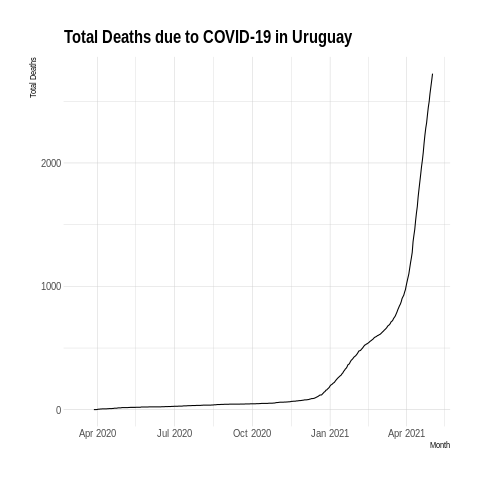 Total Deaths due to COVID-19 in Uruguay
Total Deaths
2000
1000
0
Apr 2020 Jul 2020 Oct 2020 Jan 2021 Apr 2021
Month